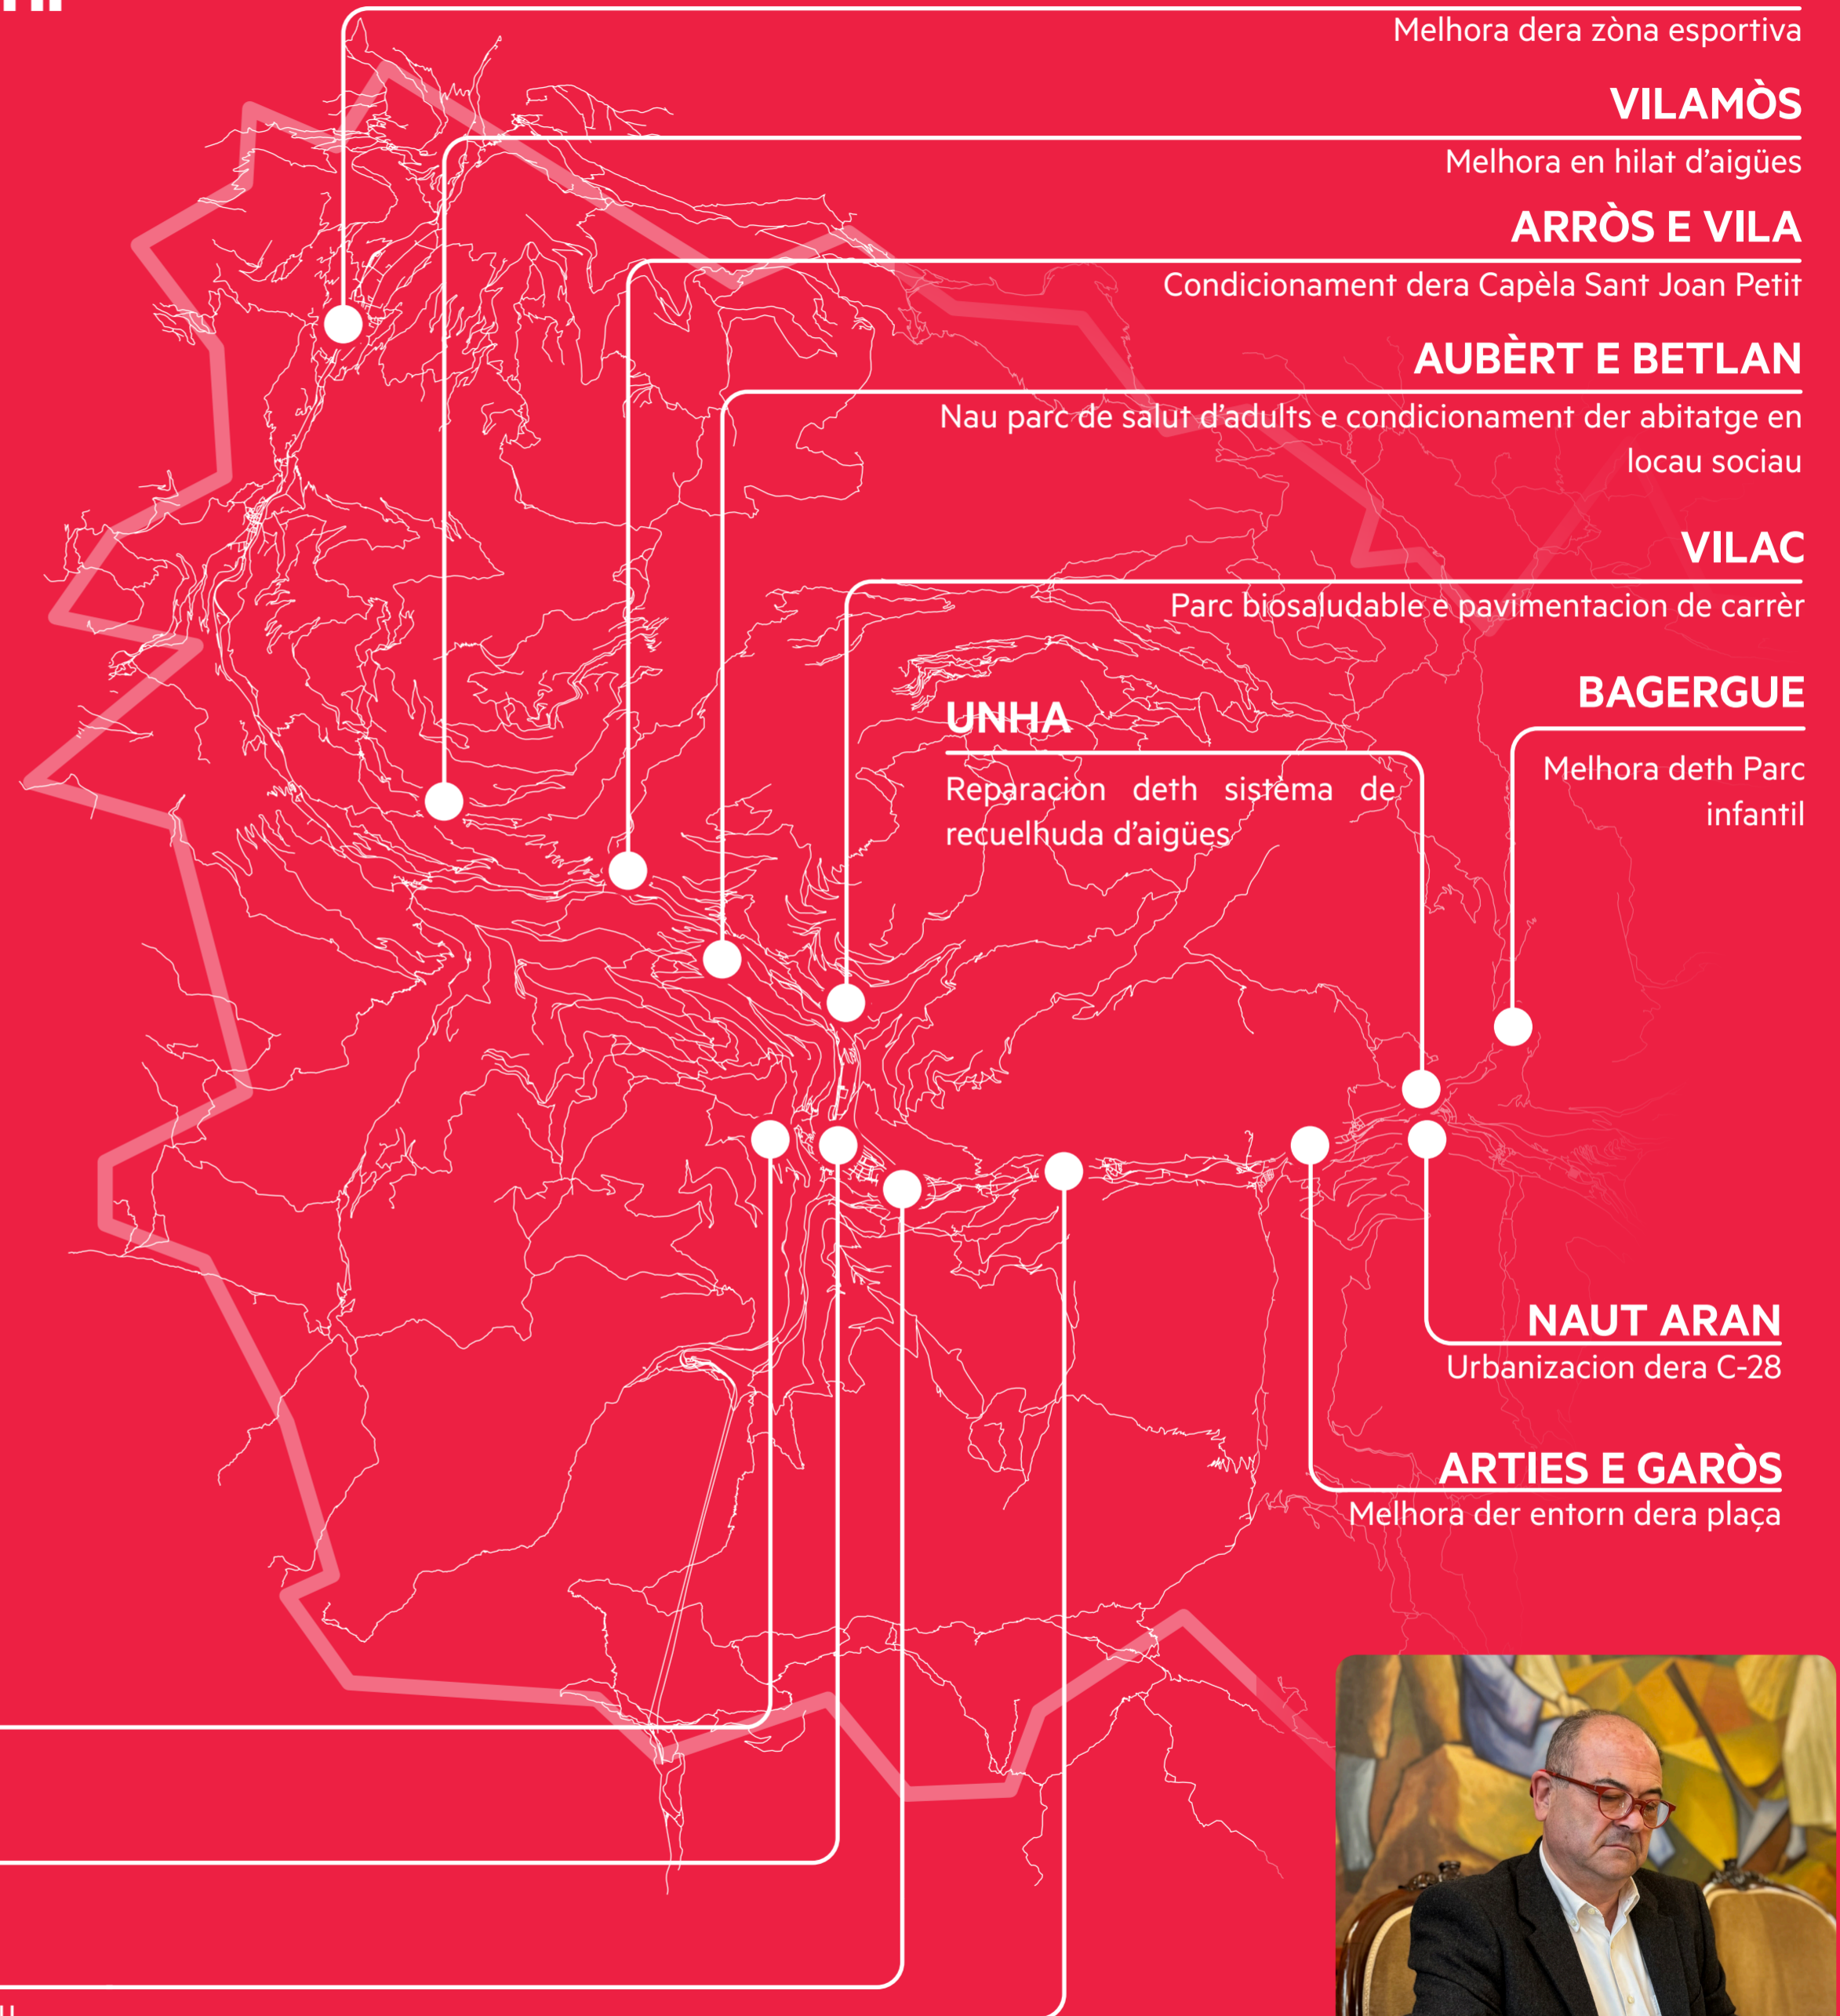 Melhora dera zòna esportiva
VILAMÒS
Melhora en hilat d'aigües
ARRÒS E VILA
Condicionament dera Capèla Sant Joan Petit
AUBÈRT E BETLAN
Nau parc de salut d'adults e condicionament der abitatge en
locau sociau
VILAC
Parc biosaludable e pavimentacion de carrèr
BAGERGUE
Melhora deth Parc
infantil
UNHA
Reparacion deth sistèma de
recuelhuda d'aigües
NAUT ARAN
Urbanizacion dera C-28
ARTIES E GARÒS
Melhora der entorn dera plaça